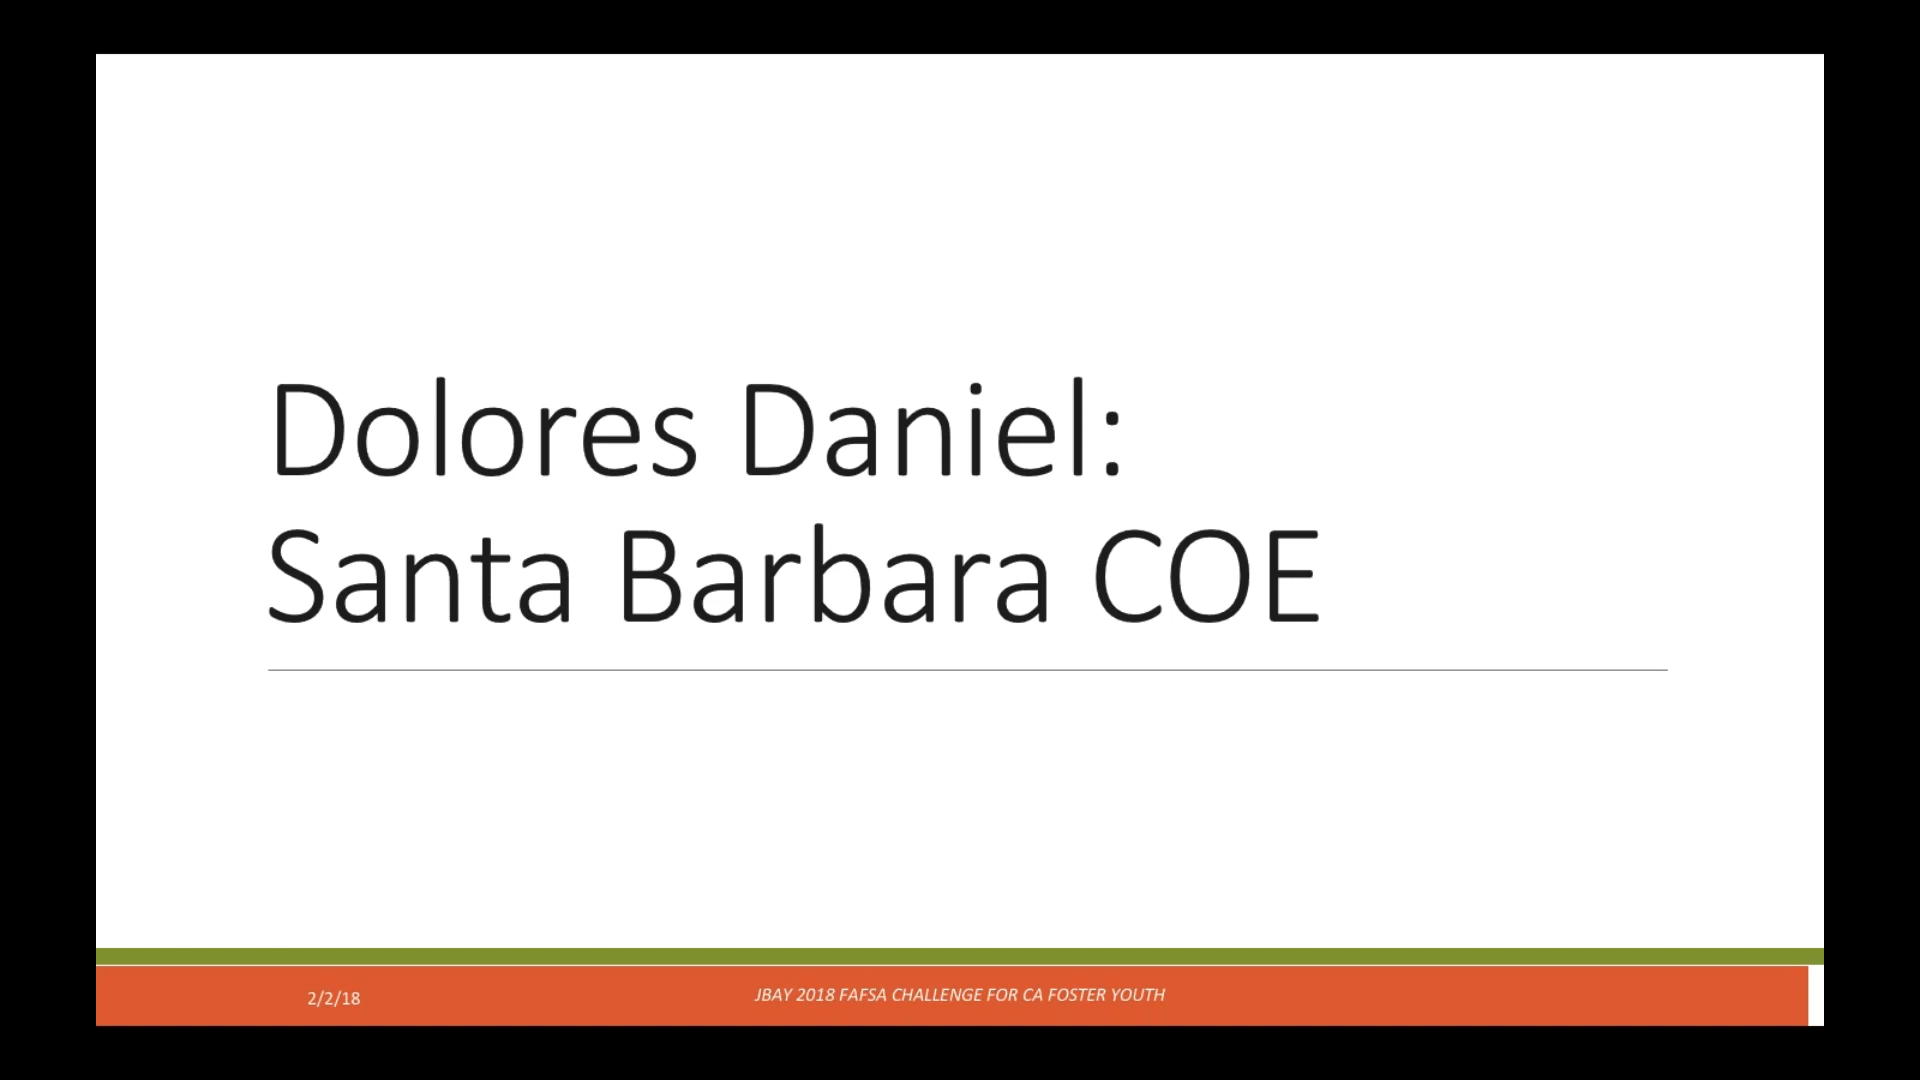 Dolores Daniel:
Santa Barbara COE
2/2/18
JBAY 2018 FAFSA CHALLENGE FOR CA FOSTER YOUTH